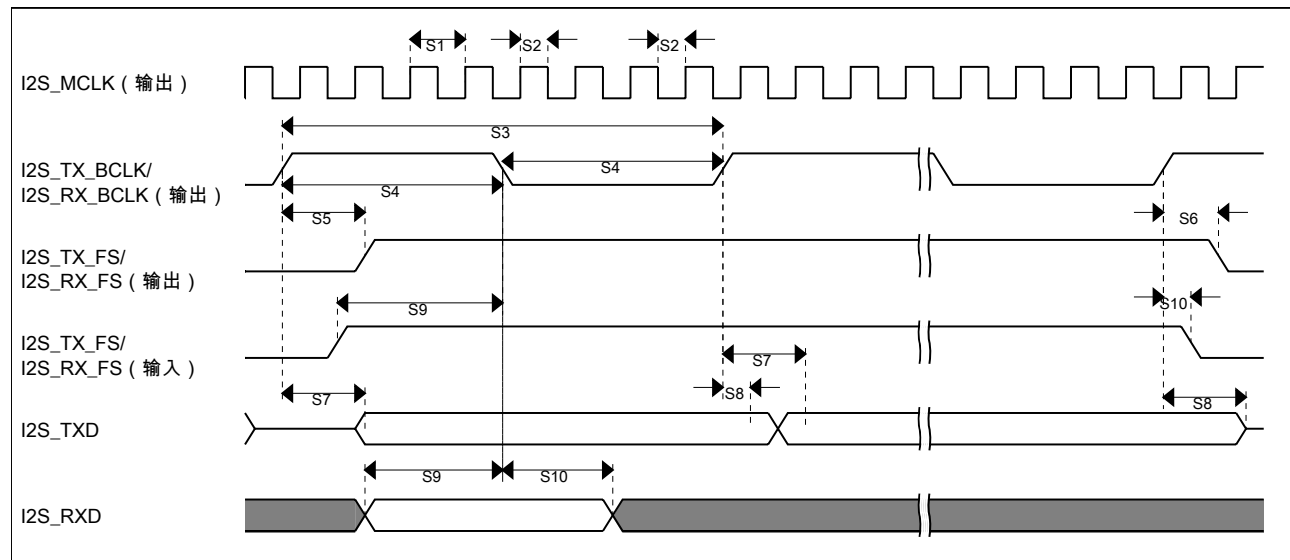 S1
S2
S2
I2S_MCLK（输出）
S3
I2S_TX_BCLK/
I2S_RX_BCLK（输出）
S4
S4
S5
S6
I2S_TX_FS/
I2S_RX_FS（输出）
S9
S10
I2S_TX_FS/
I2S_RX_FS（输入）
S7
S7
S8
S8
I2S_TXD
S9
S10
I2S_RXD